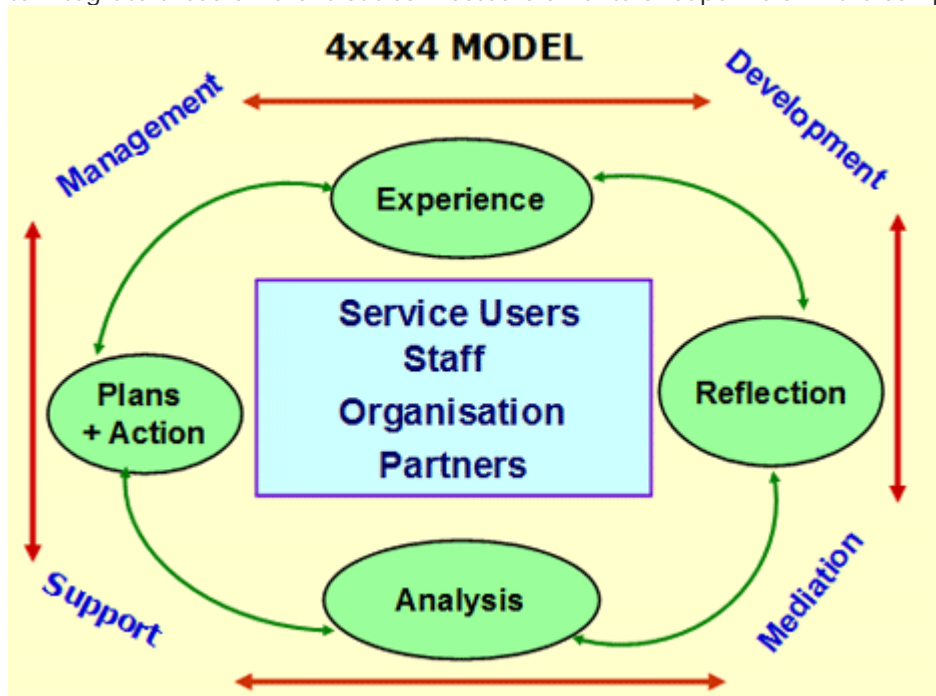 4x4x4 MODEL
Management
Development
Experience
Service Users
Staff
Organisation
Partners
Plans
+ Action
Reflection
Analysis
Support
Mediation